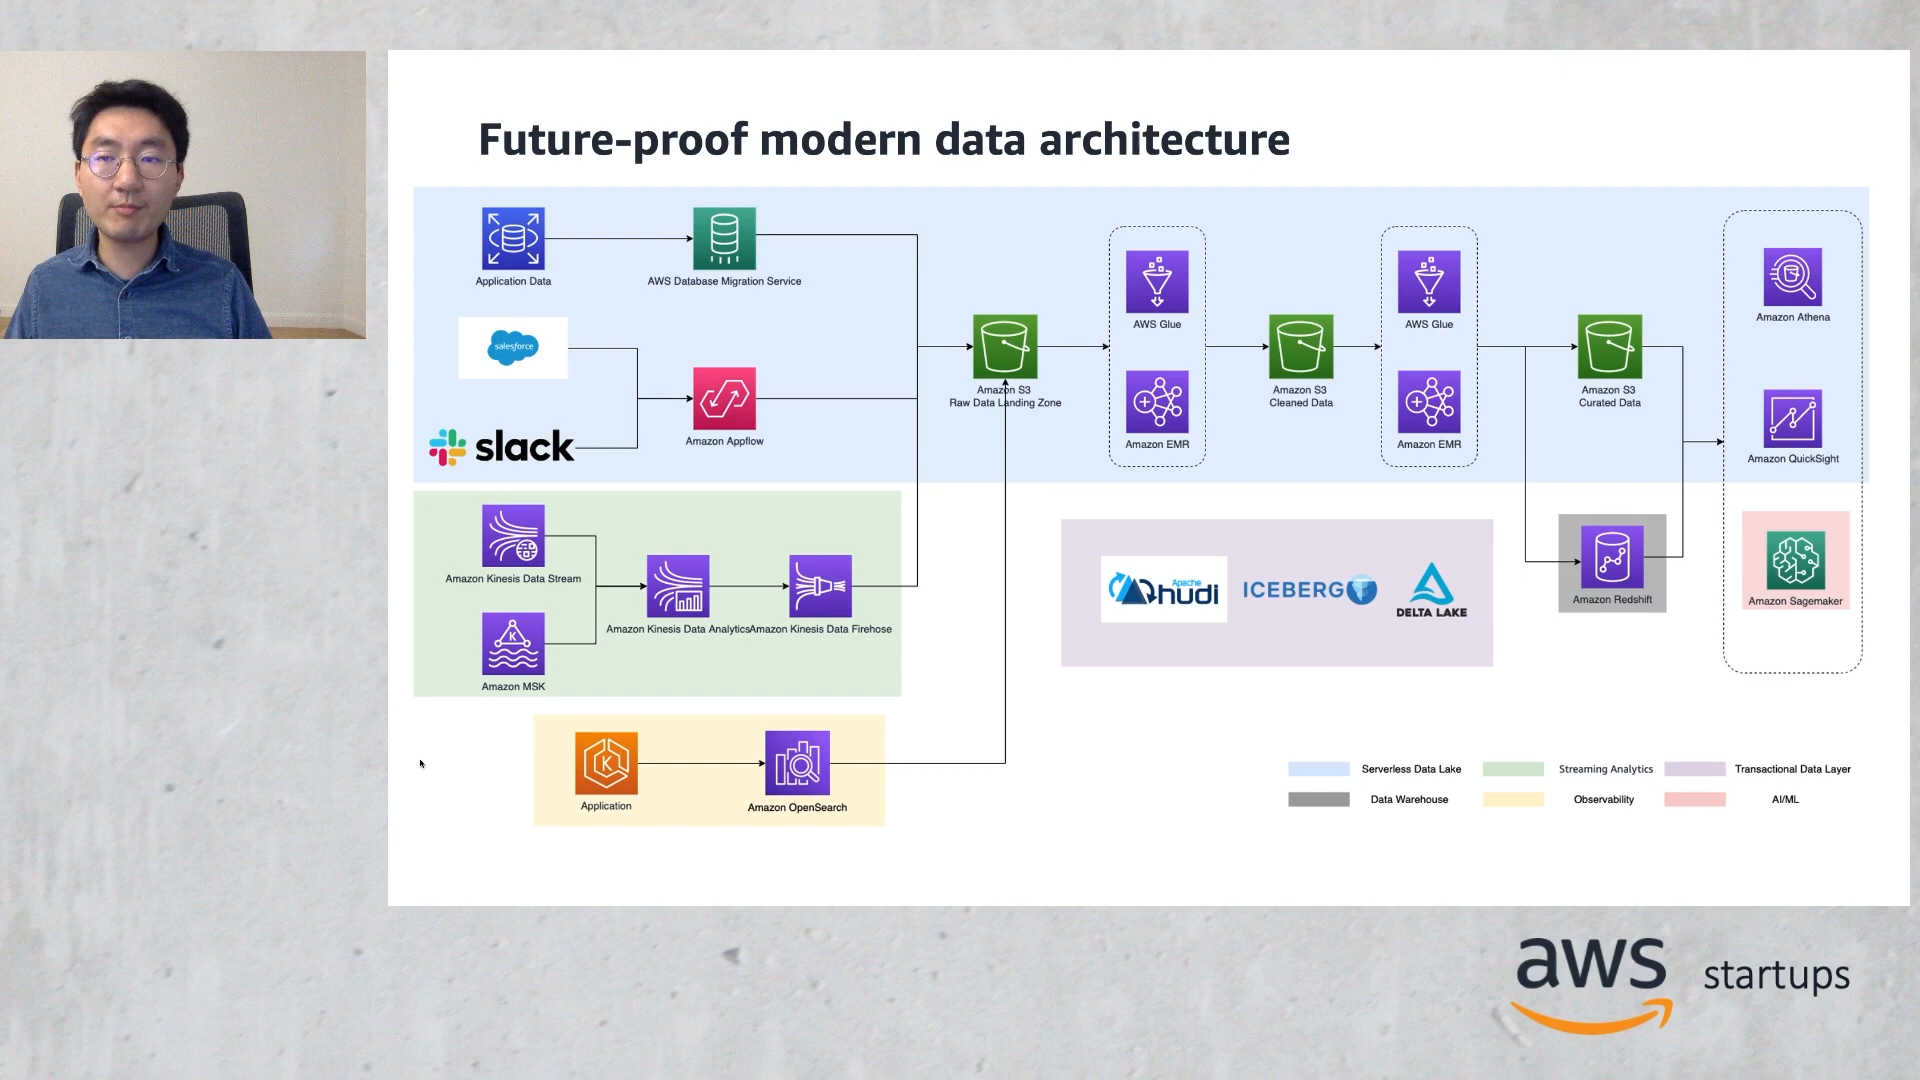 Future-proof modern data architecture
Application Data
AWS Database Migration Service
salesforce
slack
Amazon Appflow
Amazon S3
Raw Data Landing Zone
AWS Glue
Amazon EMR
Amazon S3
Cleaned Data
AWS Glue
Amazon EMR
Amazon S3
Curated Data
Amazon Athena
Amazon QuickSight
Amazon Kinesis Data Stream
K
Amazon MSK
Amazon Kinesis Data Analytics
Amazon Kinesis Data Firehose
Apache
hudi
ICEBERG
DELTA LAKE
Amazon Redshift
Amazon Sagemaker
K
Application
Amazon OpenSearch
Serverless Data Lake
Streaming Analytics
Transactional Data Layer
Data Warehouse
Observability
AI/ML
aws startups